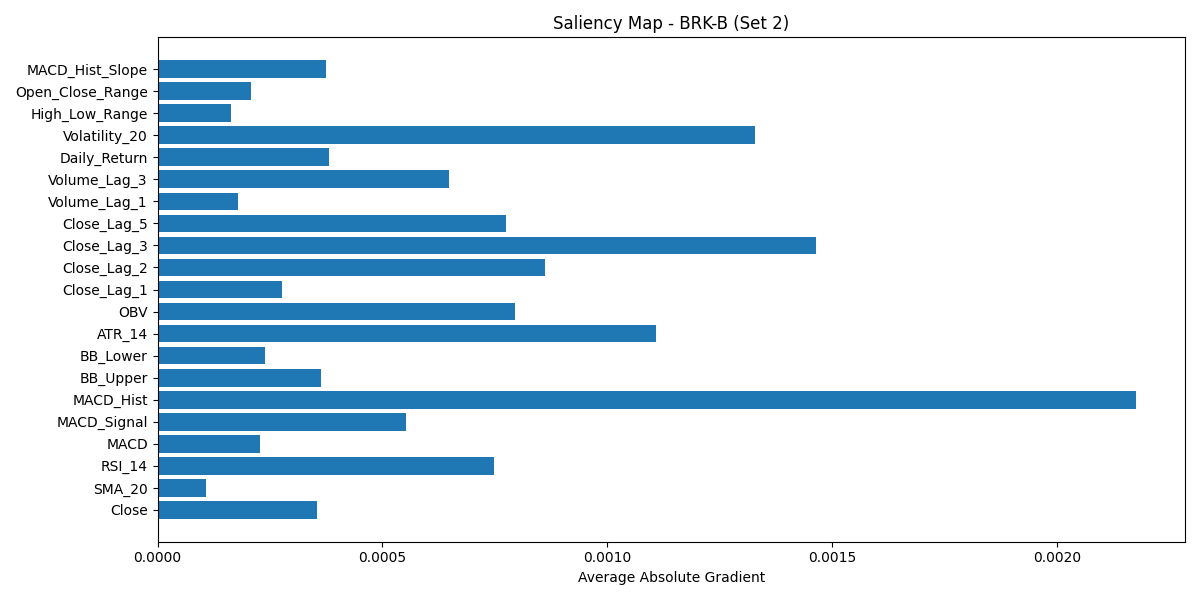 Saliency Map - BRK-B (Set 2)
MACD_Hist_Slope
Open_Close_Range
High_Low_Range
Volatility_20
Daily_Return
Volume_Lag_3
Volume_Lag_1
Close_Lag_5
Close_Lag_3
Close_Lag_2
Close_Lag_1
OBV
ATR_14
BB_Lower
BB_Upper
MACD_Hist
MACD_Signal
MACD
RSI_14
SMA_20
Close
0.0000 0.0005 0.0010 0.0015 0.0020
Average Absolute Gradient